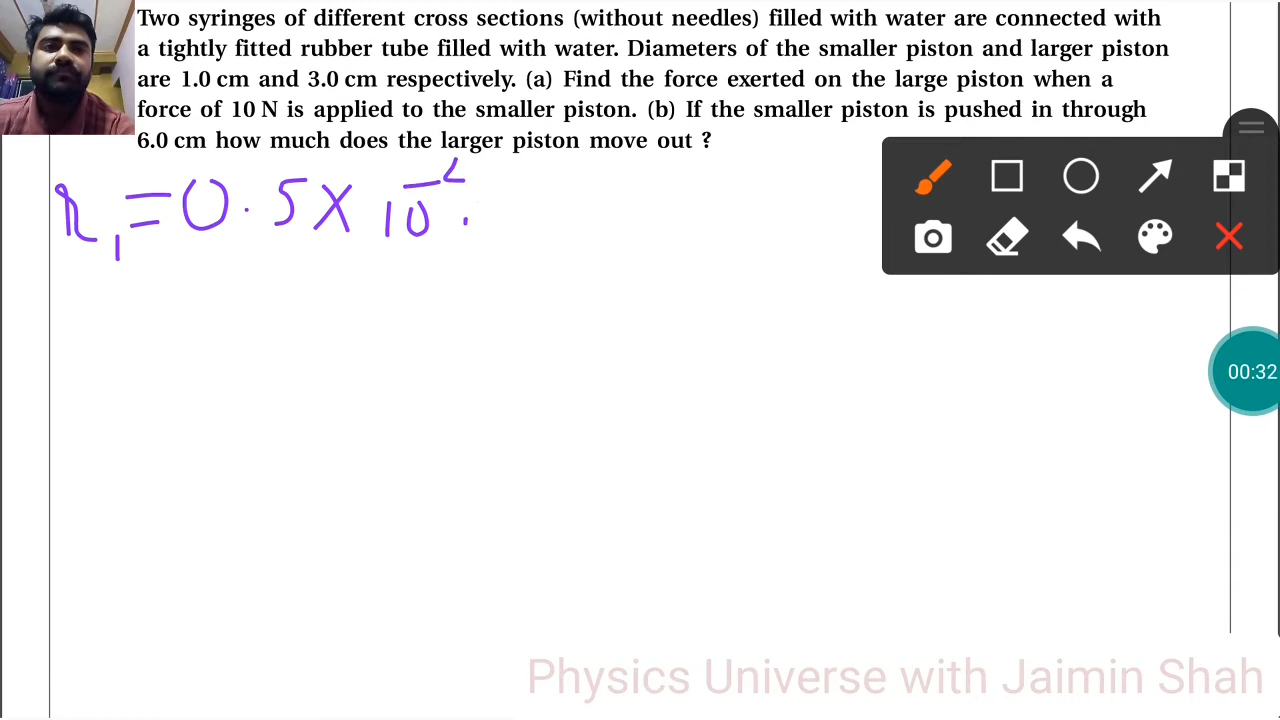 Two syringes of different cross sections (without needles) filled with water are connected with
a tightly fitted rubber tube filled with water. Diameters of the smaller piston and larger piston
are 1.0 cm and 3.0 cm respectively. (a) Find the force exerted on the large piston when a
force of 10 N is applied to the smaller piston. (b) If the smaller piston is pushed in through
6.0 cm how much does the larger piston move out ?
r₁ = 0.5 × 10⁻²
00:32
Physics Universe with Jaimin Shah